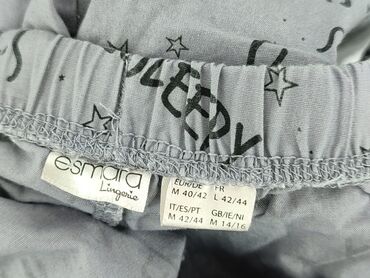 SLEEPY
esmara
Lingerie
EUR/DE FR
M 40/42 L 42/44
IT/ES/PT GB/IE/NI
M 42/44 M 14/16